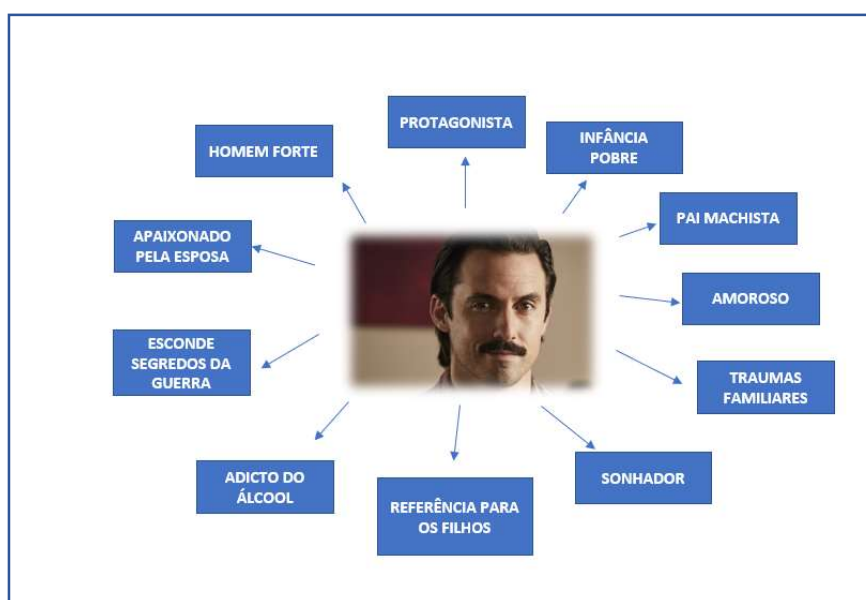 PROTAGONISTA
HOMEM FORTE
INFÂNCIA
POBRE
APAIXONADO
PELA ESPOSA
PAI MACHISTA
AMOROSO
ESCONDE
SEGREDOS DA
GUERRA
TRAUMAS
FAMILIARES
ADICTO DO
ÁLCOOL
REFERÊNCIA PARA
OS FILHOS
SONHADOR